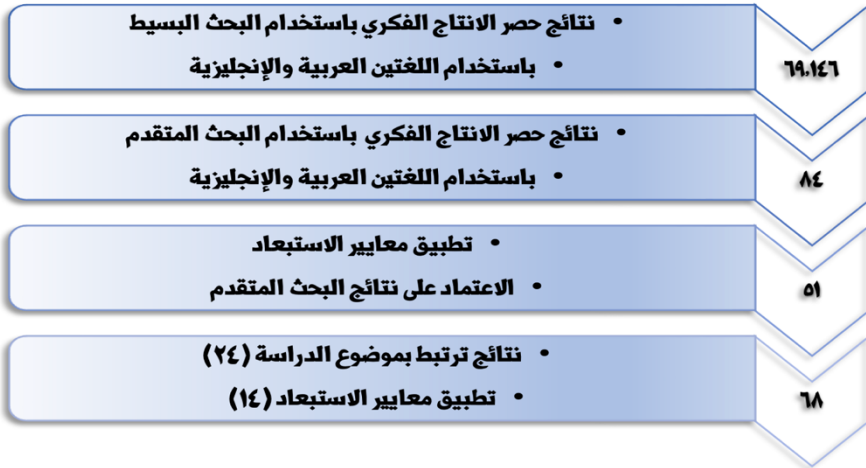 ٦٩،١٤٦
• نتائج حصر الانتاج الفكري باستخدام البحث البسيط
• باستخدام اللغتين العربية والإنجليزية
٨٤
• نتائج حصر الانتاج الفكري باستخدام البحث المتقدم
• باستخدام اللغتين العربية والإنجليزية
٥١
• تطبيق معايير الاستبعاد
• الاعتماد على نتائج البحث المتقدم
٦٨
• نتائج ترتبط بموضوع الدراسة (٢٤)
• تطبيق معايير الاستبعاد (١٤)